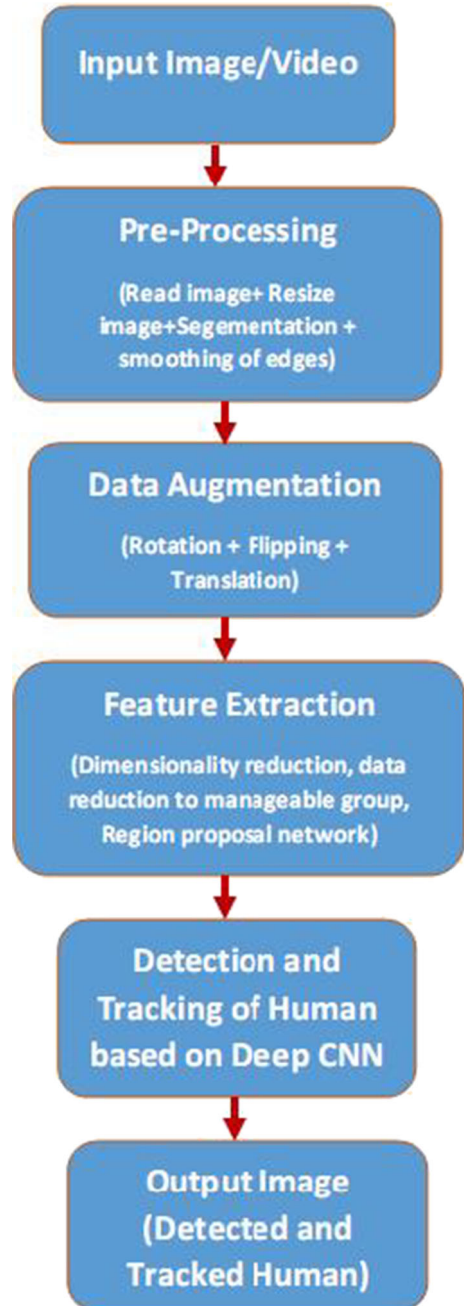 Input Image/Video
Pre-Processing
(Read image+ Resize
image+Segementation +
smoothing of edges)
Data Augmentation
(Rotation + Flipping +
Translation)
Feature Extraction
(Dimensionality reduction, data
reduction to manageable group,
Region proposal network)
Detection and
Tracking of Human
based on Deep CNN
Output Image
(Detected and
Tracked Human)